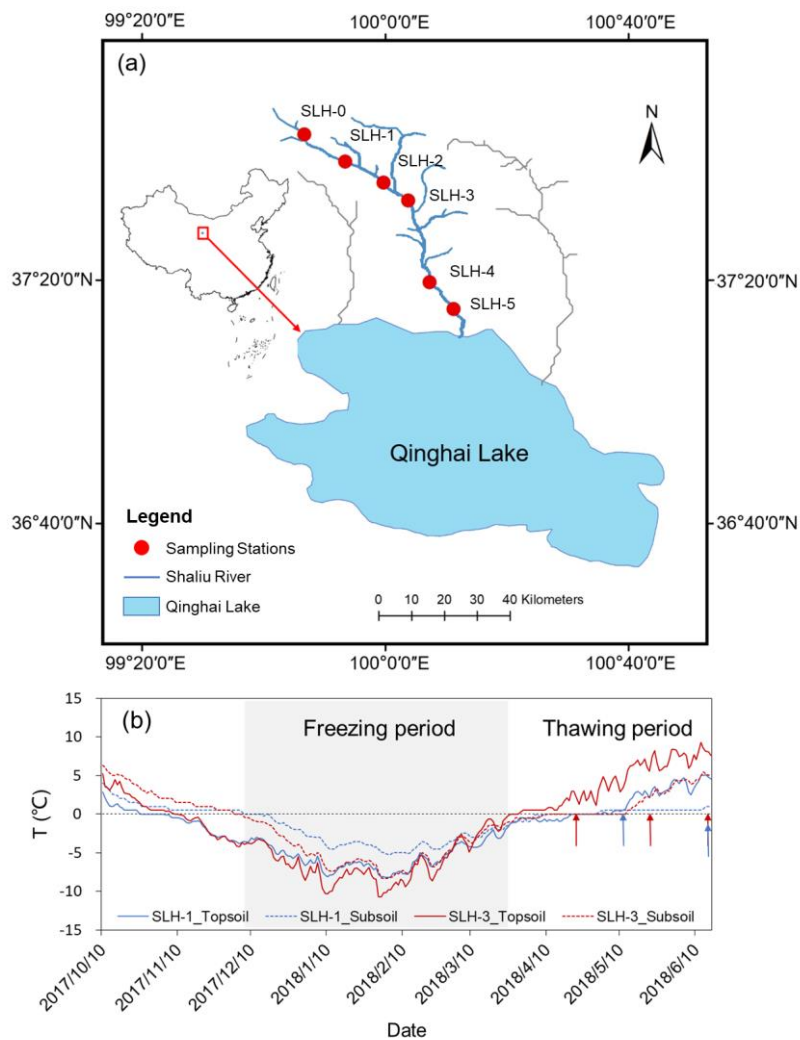 99°20′0″E 100°0′0″E 100°40′0″E
(a)
N
SLH-0
SLH-1
SLH-2
SLH-3
SLH-4
SLH-5
37°20′0″N 37°20′0″N
Qinghai Lake
36°40′0″N 36°40′0″N
Legend
Sampling Stations
Shaliu River
Qinghai Lake
0 10 20 30 40 Kilometers
99°20′0″E 100°0′0″E 100°40′0″E
(b)
Freezing period Thawing period
T (℃)
15
10
5
0
-5
-10
-15
SLH-1_Topsoil SLH-1_Subsoil SLH-3_Topsoil SLH-3_Subsoil
2017/10/10 2017/11/10 2017/12/10 2018/1/10 2018/2/10 2018/3/10 2018/4/10 2018/5/10 2018/6/10
Date